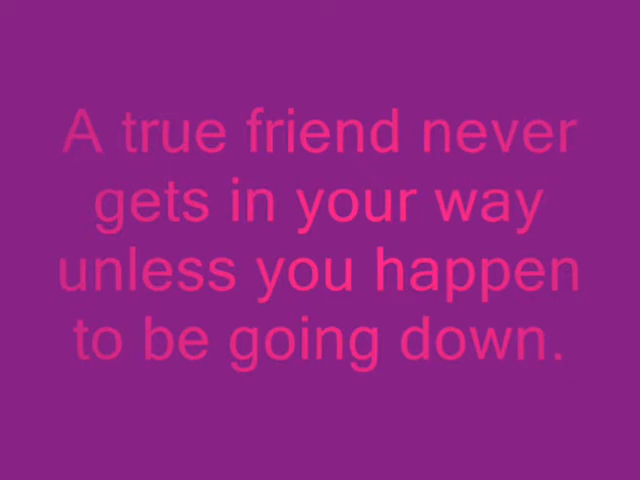 A true friend never
gets in your way
unless you happen
to be going down.